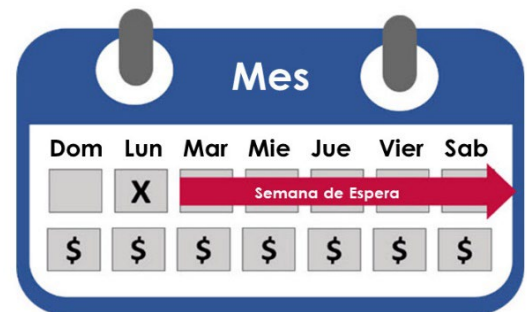 Mes
Dom Lun Mar Mie Jue Vier Sab
X Semana de Espera
$ $ $ $ $ $ $